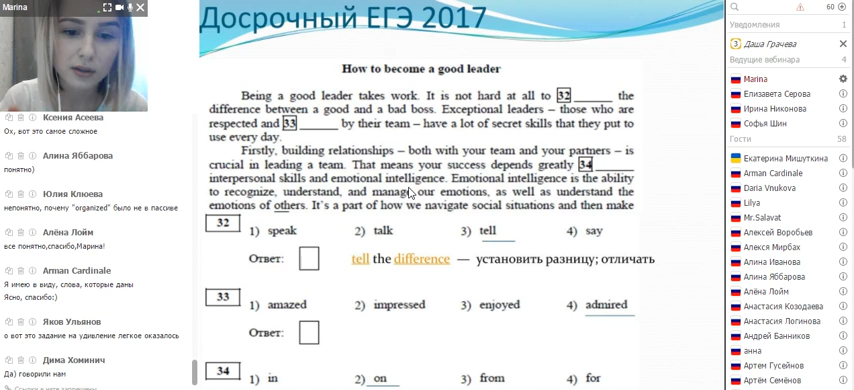 Marina
Досрочный ЕГЭ 2017
How to become a good leader
Being a good leader takes work. It is not hard at all to 32 ______ the
difference between a good and a bad boss. Exceptional leaders – those who are
respected and 33 ______ by their team – have a lot of secret skills that they put to
use every day.
Firstly, building relationships – both with your team and your partners – is
crucial in leading a team. That means your success depends greatly 34 ______
interpersonal skills and emotional intelligence. Emotional intelligence is the ability
to recognize, understand, and manage our emotions, as well as understand the
emotions of others. It's a part of how we navigate social situations and then make
32
1) speak 2) talk 3) tell 4) say
Ответ:
tell the difference — установить разницу; отличать
33
1) amazed 2) impressed 3) enjoyed 4) admired
Ответ:
34
1) in 2) on 3) from 4) for
Ксения Асеева
Ох, вот это самое сложное
Алина Яббарова
понятно)
Юлия Клюева
непонятно, почему "organized" было не в пассиве
Алёна Лойм
все понятно,спасибо,Марина!
Arman Cardinale
Я имею в виду, слова, которые даны
Ясно, спасибо:)
Яков Ульянов
о вот это задание на удивление легкое оказалось
Дима Хоминич
Да) говорили нам
60
Уведомления 1
3 Даша Грачева
Ведущие вебинара 4
Marina
Елизавета Серова
Ирина Никонова
Софья Шин
Гости 58
Екатерина Мишуткина
Arman Cardinale
Daria Vnukova
Lilya
Mr.Salavat
Алексей Воробьев
Алекся Мирбах
Алина Иванова
Алина Яббарова
Алёна Лойм
Анастасия Козодаева
Анастасия Логинова
Андрей Банников
анна
Артем Гусейнов
Артём Семёнов